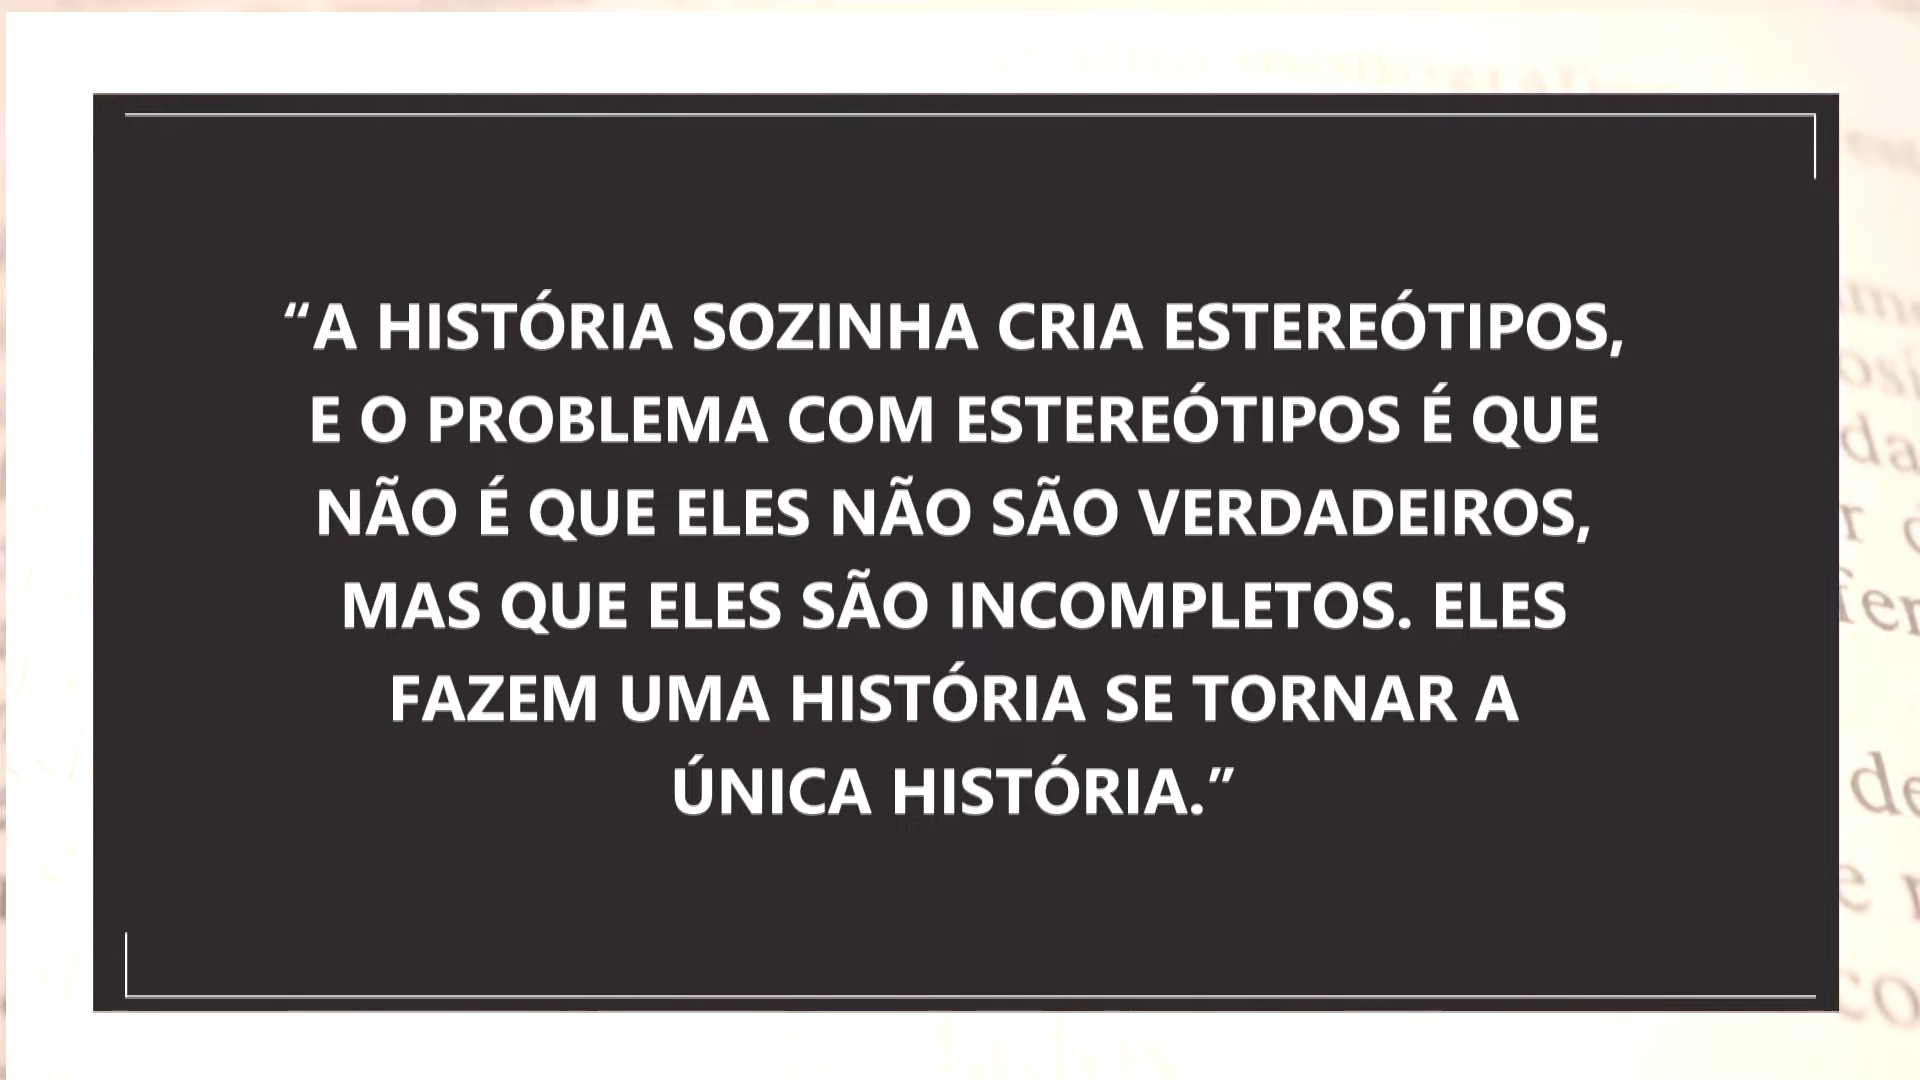 “A HISTÓRIA SOZINHA CRIA ESTEREÓTIPOS,
E O PROBLEMA COM ESTEREÓTIPOS É QUE
NÃO É QUE ELES NÃO SÃO VERDADEIROS,
MAS QUE ELES SÃO INCOMPLETOS. ELES
FAZEM UMA HISTÓRIA SE TORNAR A
ÚNICA HISTÓRIA.”